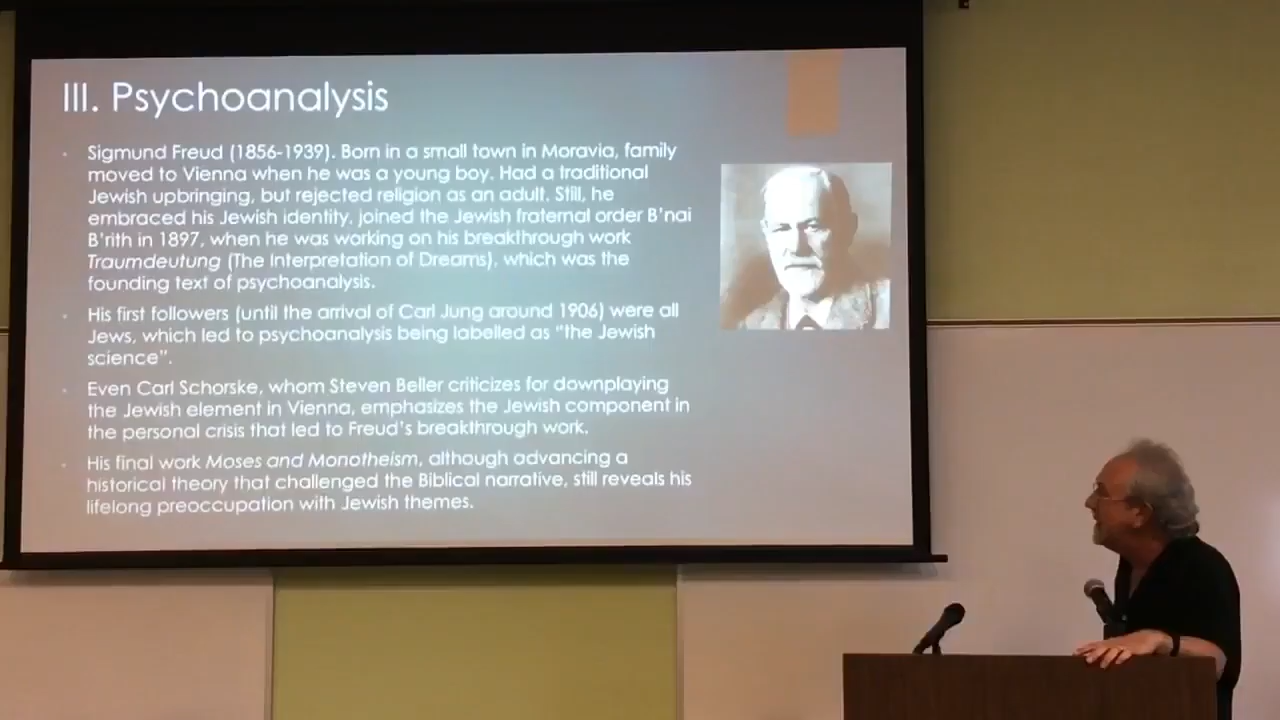 III. Psychoanalysis
Sigmund Freud (1856-1939). Born in a small town in Moravia, family
moved to Vienna when he was a young boy. Had a traditional
Jewish upbringing, but rejected religion as an adult. Still, he
embraced his Jewish identity, joined the Jewish fraternal order B'nai
B'rith in 1897, when he was working on his breakthrough work
Traumdeutung (The Interpretation of Dreams), which was the
founding text of psychoanalysis.
His first followers (until the arrival of Carl Jung around 1906) were all
Jews, which led to psychoanalysis being labelled as "the Jewish
science".
Even Carl Schorske, whom Steven Beller criticizes for downplaying
the Jewish element in Vienna, emphasizes the Jewish component in
the personal crisis that led to Freud's breakthrough work.
His final work Moses and Monotheism, although advancing a
historical theory that challenged the Biblical narrative, still reveals his
lifelong preoccupation with Jewish themes.